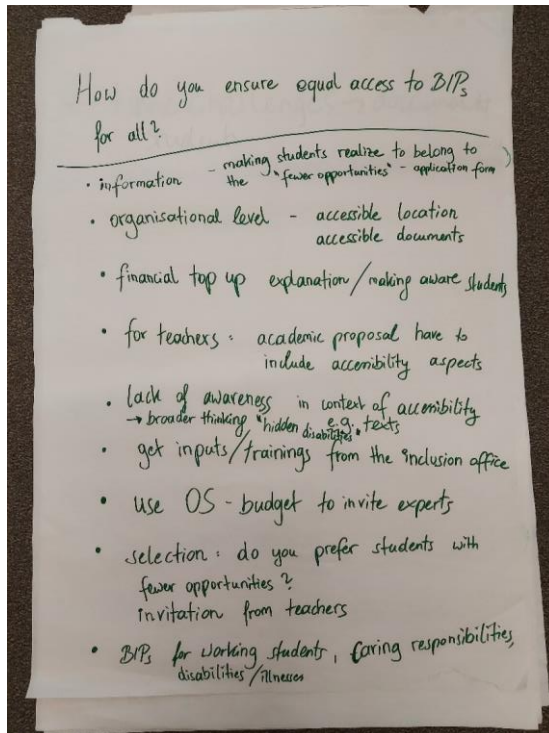 How do you ensure equal access to BIPs
for all?
• information - making students realize to belong to
the "fewer opportunities" - application form )
• organisational level - accessible location
accessible documents
• financial top up explanation / making aware students
• for teachers : academic proposal have to
include accessibility aspects
• lack of awareness in context of accessibility
→ broader thinking "hidden disabilities" e.g. texts
• get inputs/trainings from the inclusion office
• use OS - budget to invite experts
• selection : do you prefer students with
fewer opportunities ?
invitation from teachers
• BIPs for working students, caring responsibilities,
disabilities / illnesses